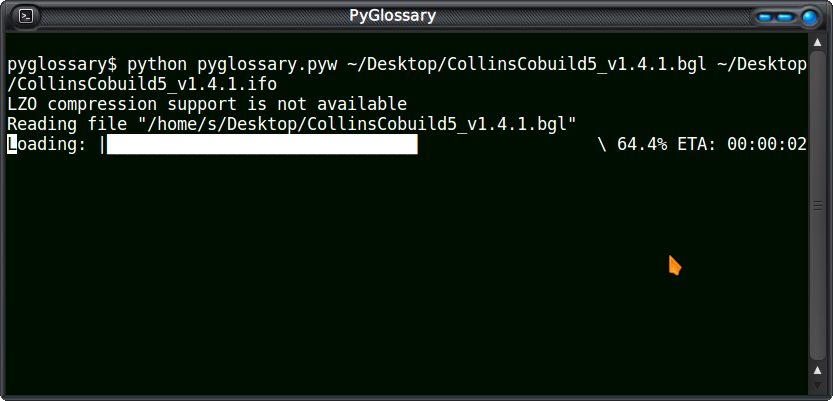 PyGlossary
pyglossary$ python pyglossary.pyw ~/Desktop/CollinsCobuild5_v1.4.1.bgl ~/Desktop
/CollinsCobuild5_v1.4.1.ifo
LZO compression support is not available
Reading file "/home/s/Desktop/CollinsCobuild5_v1.4.1.bgl"
Loading: |██████████████████████████████ \ 64.4% ETA: 00:00:02